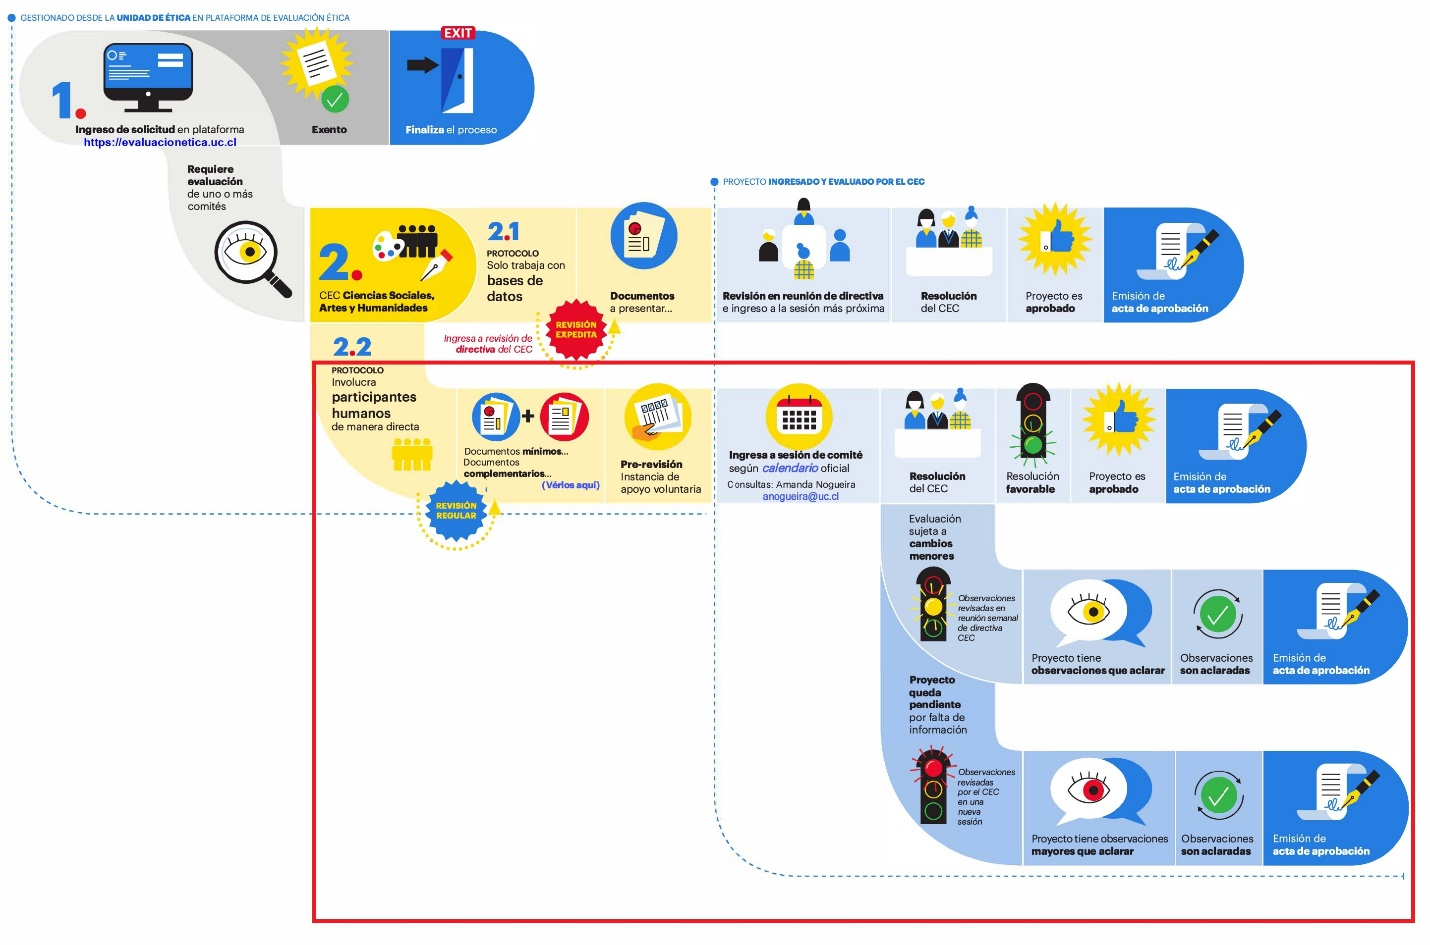 GESTIONADO DESDE LA UNIDAD DE ÉTICA EN PLATAFORMA DE EVALUACIÓN ÉTICA
1.
Ingreso de solicitud en plataforma
https://evaluacionetica.uc.cl
Exento
EXIT
Finaliza el proceso
Requiere
evaluación
de uno o más
comités
PROYECTO INGRESADO Y EVALUADO POR EL CEC
2.
CEC Ciencias Sociales,
Artes y Humanidades
2.1
PROTOCOLO
Solo trabaja con
bases de
datos
Documentos
a presentar...
Revisión en reunión de directiva
e ingreso a la sesión más próxima
Resolución
del CEC
Proyecto es
aprobado
Emisión de
acta de aprobación
Ingresa a revisión de
directiva del CEC
REVISIÓN
EXPEDITA
2.2
PROTOCOLO
Involucra
participantes
humanos
de manera directa
+
Documentos mínimos...
Documentos
complementarios...
(Vérlos aquí)
REVISIÓN
REGULAR
Pre-revisión
Instancia de
apoyo voluntaria
Ingresa a sesión de comité
según calendario oficial
Consultas: Amanda Nogueira
anogueira@uc.cl
Resolución
del CEC
Resolución
favorable
Proyecto es
aprobado
Emisión de
acta de aprobación
Evaluación
sujeta a
cambios
menores
Observaciones
revisadas en
reunión semanal
de directiva
CEC
Proyecto tiene
observaciones que aclarar
Observaciones
son aclaradas
Emisión de
acta de aprobación
Proyecto
queda
pendiente
por falta de
información
Observaciones
revisadas
por el CEC
en una
nueva
sesión
Proyecto tiene observaciones
mayores que aclarar
Observaciones
son aclaradas
Emisión de
acta de aprobación